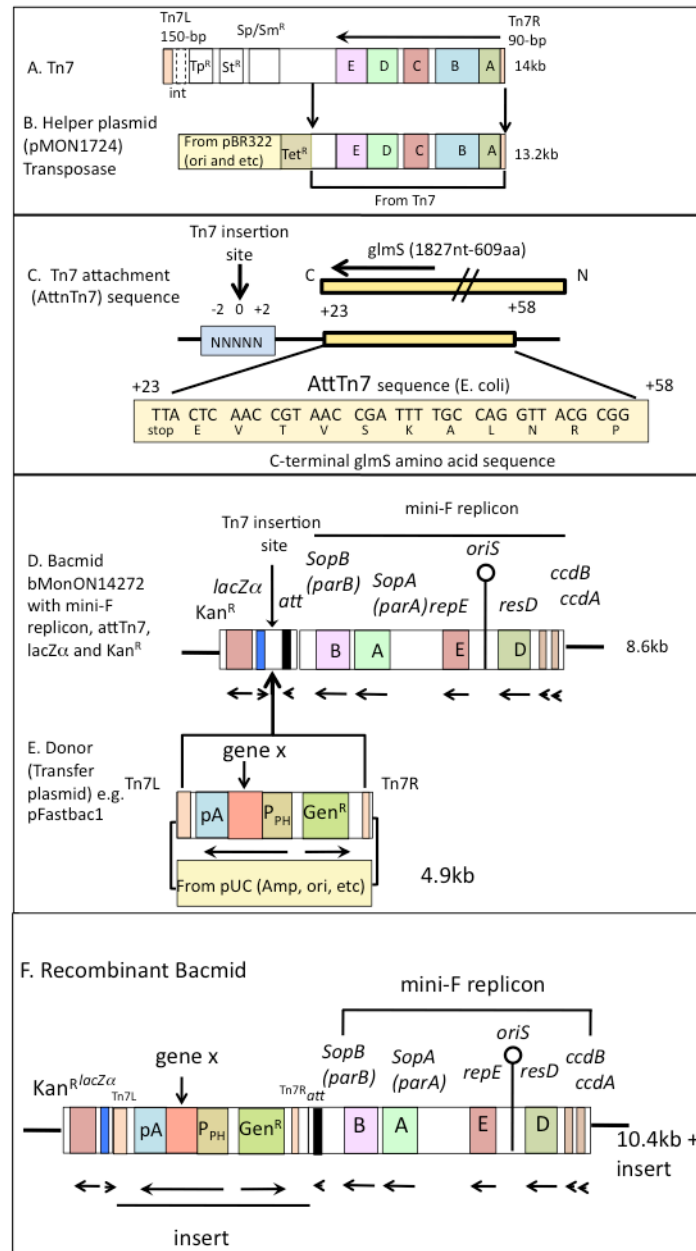 Tn7L
150-bp
Sp/Sm^R
Tn7R
90-bp
A. Tn7
Tp^R St^R E D C B A 14kb
int
B. Helper plasmid
(pMON1724)
Transposase
From pBR322
(ori and etc)
Tet^R E D C B A 13.2kb
From Tn7
Tn7 insertion
site
glmS (1827nt-609aa)
C. Tn7 attachment
(AttnTn7) sequence
C N
-2 0 +2
+23 +58
NNNNN
+23 AttTn7 sequence (E. coli) +58
TTA CTC AAC CGT AAC CGA TTT TGC CAG GTT ACG CGG
stop E V T V S K A L N R P
C-terminal glmS amino acid sequence
Tn7 insertion
site
mini-F replicon
D. Bacmid
bMonON14272
with mini-F
replicon, attTn7,
lacZα and Kan^R
lacZα
Kan^R
att
SopB
(parB)
SopA
(parA) repE
oriS
resD
ccdB
ccdA
B A E D 8.6kb
E. Donor
(Transfer
plasmid) e.g.
pFastbac1
gene x
Tn7L Tn7R
pA P_PH Gen^R
From pUC (Amp, ori, etc) 4.9kb
F. Recombinant Bacmid
mini-F replicon
gene x
Kan^R lacZα
Tn7L
Tn7R att
SopB
(parB)
SopA
(parA)
repE
oriS
resD
ccdB
ccdA
pA P_PH Gen^R B A E D
10.4kb +
insert
insert